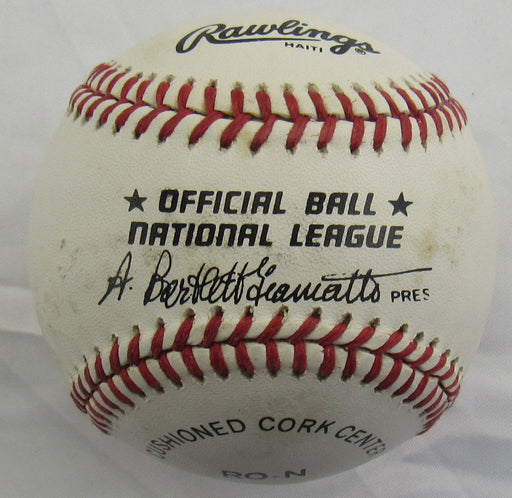 Rawlings®
HAITI
★ OFFICIAL BALL ★
NATIONAL LEAGUE
A. Bartlett Giamatti PRES
CUSHIONED CORK CENTER
RO-N